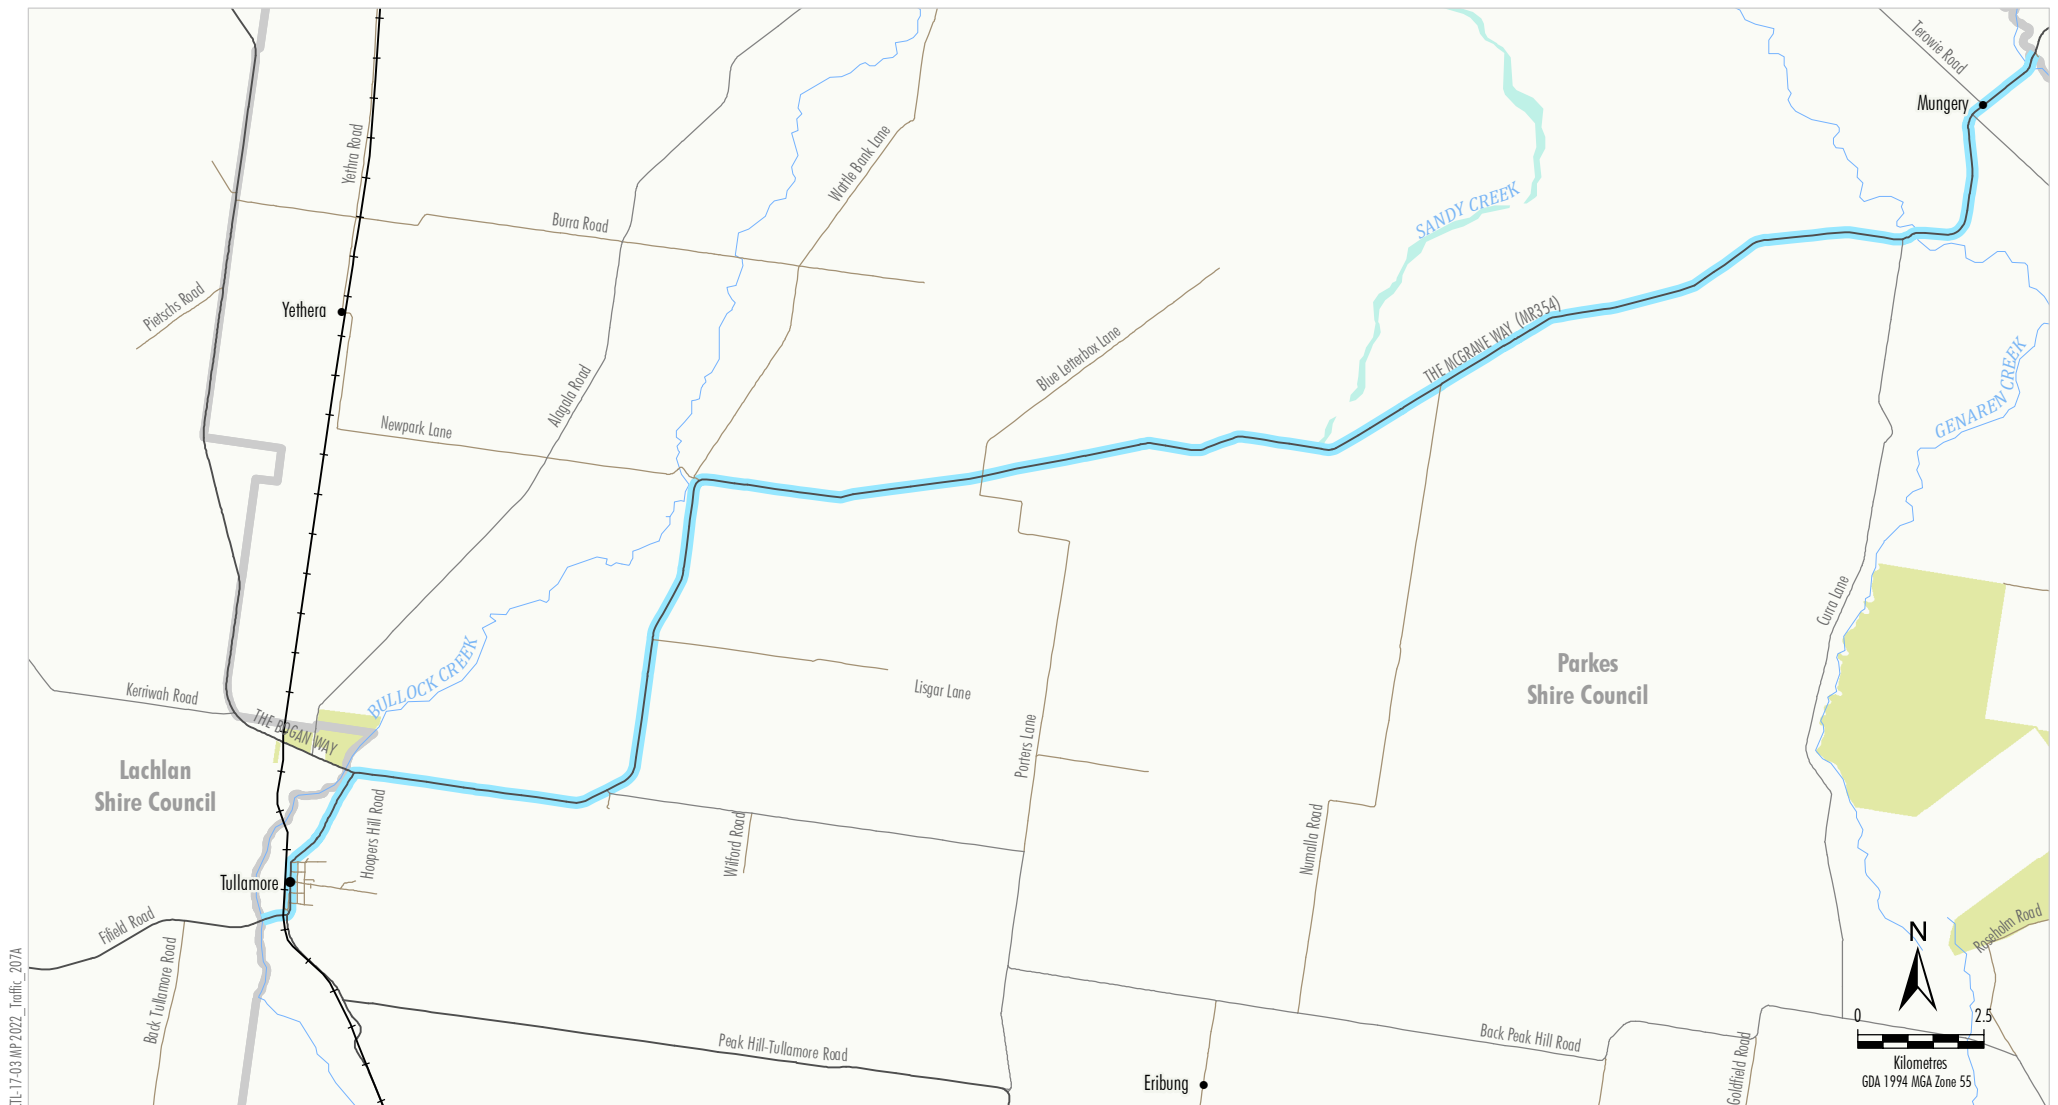 Terowie Road
Mungery
Yethra Road
Wattle Bank Lane
SANDY CREEK
Burra Road
Pietschs Road
Yethera
THE MCGRANE WAY (MR354)
Blue Letterbox Lane
GENAREN CREEK
Alagala Road
Newpark Lane
Curra Lane
BULLOCK CREEK
Parkes
Shire Council
Lisgar Lane
Kerriwah Road
THE BOGAN WAY
Porters Lane
Lachlan
Shire Council
Hoopers Hill Road
Wilford Road
Numalla Road
Tullamore
Fifield Road
Back Tullamore Road
Roseholm Road
N
0 2.5
Kilometres
GDA 1994 MGA Zone 55
Peak Hill-Tullamore Road
Back Peak Hill Road
Goldfield Road
Eribung
TL-17-03 MP2022_Traffic_207A